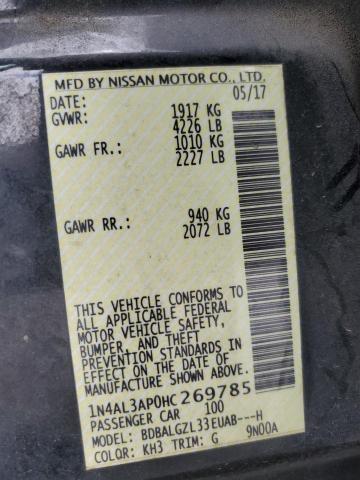 MFD BY NISSAN MOTOR CO., LTD.
DATE: 05/17
GVWR: 1917 KG
4226 LB
GAWR FR.: 1010 KG
2227 LB
GAWR RR.: 940 KG
2072 LB
THIS VEHICLE CONFORMS TO
ALL APPLICABLE FEDERAL
MOTOR VEHICLE SAFETY,
BUMPER, AND THEFT
PREVENTION STANDARDS IN
EFFECT ON THE DATE OF
MANUFACTURE SHOWN ABOVE.
1N4AL3AP0HC269785
PASSENGER CAR 100
MODEL: BDBALGZL33EUAB---H
COLOR: KH3 TRIM: G 9N00A